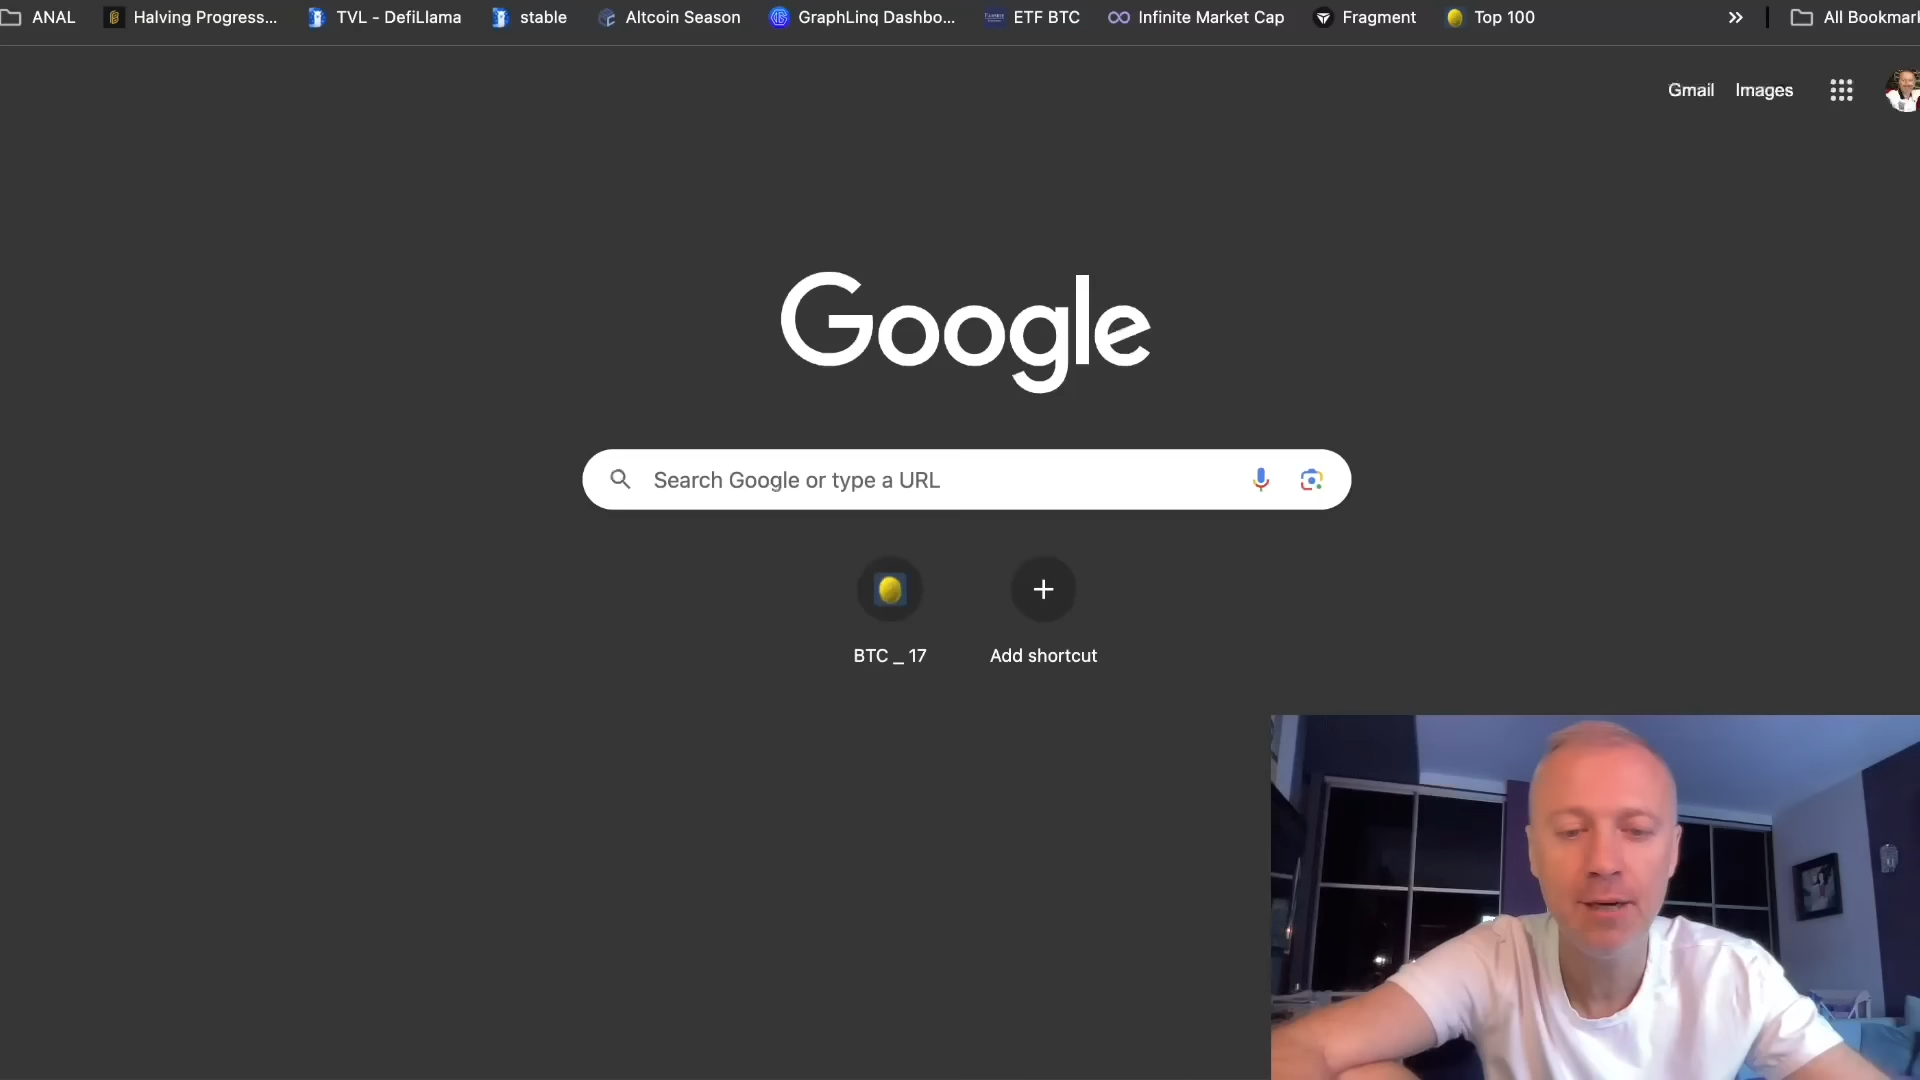 ANAL Halving Progress... TVL - DefiLlama stable Altcoin Season GraphLinq Dashbo... ETF BTC Infinite Market Cap Fragment Top 100 All Bookmark
Gmail Images
Google
Search Google or type a URL
BTC _ 17 Add shortcut